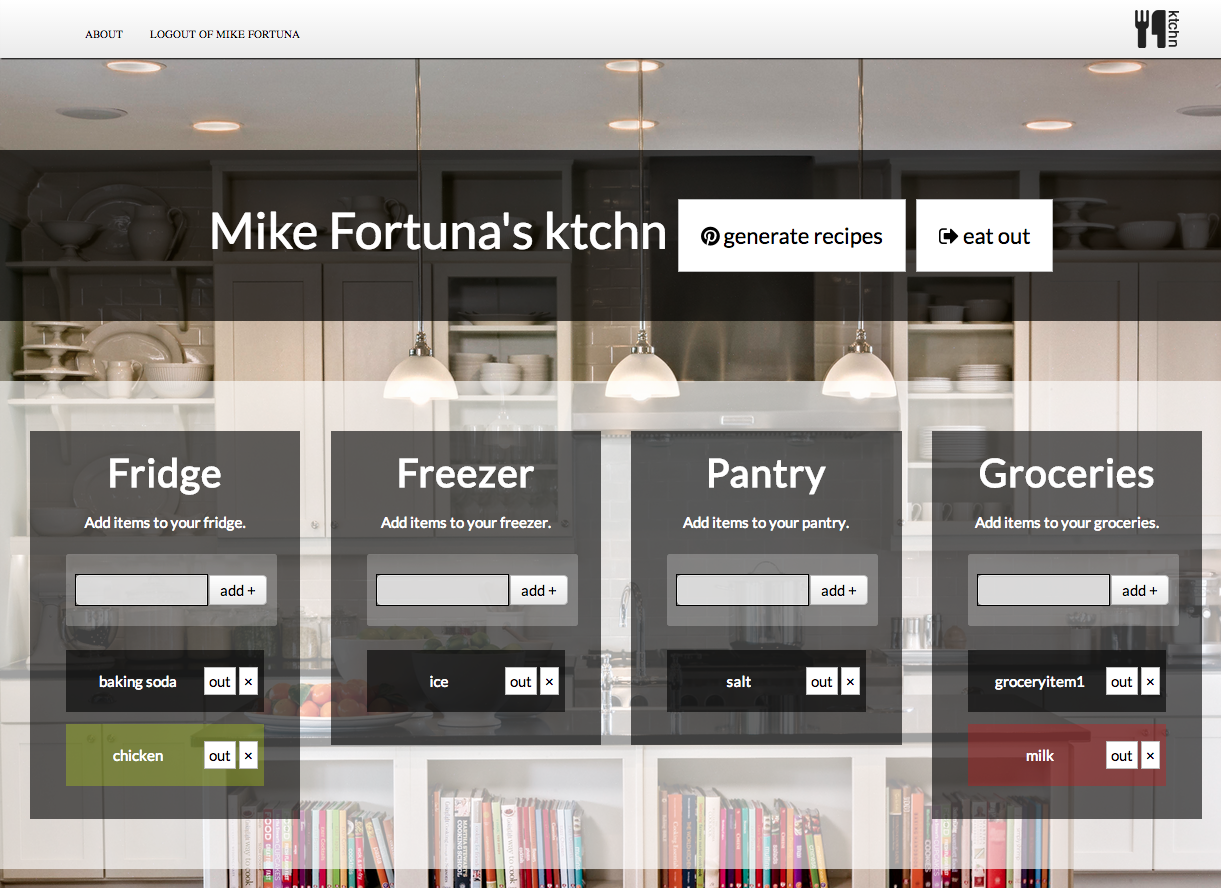 ABOUT
LOGOUT OF MIKE FORTUNA
ktchn
Mike Fortuna's ktchn
generate recipes
eat out
Fridge
Add items to your fridge.
add +
baking soda
out
×
chicken
out
×
Freezer
Add items to your freezer.
add +
ice
out
×
Pantry
Add items to your pantry.
add +
salt
out
×
Groceries
Add items to your groceries.
add +
groceryitem1
out
×
milk
out
×